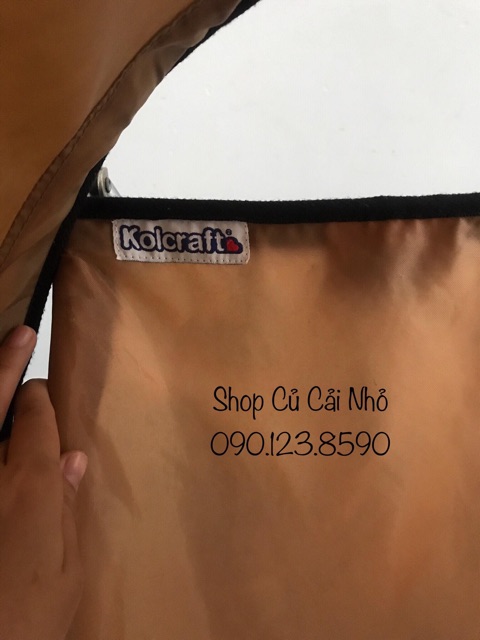 Kolcraft
Shop Củ Cải Nhỏ
090.123.8590